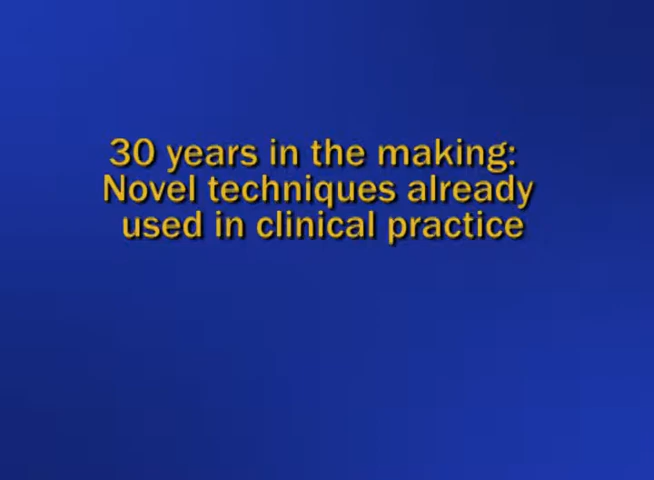 30 years in the making:
Novel techniques already
used in clinical practice